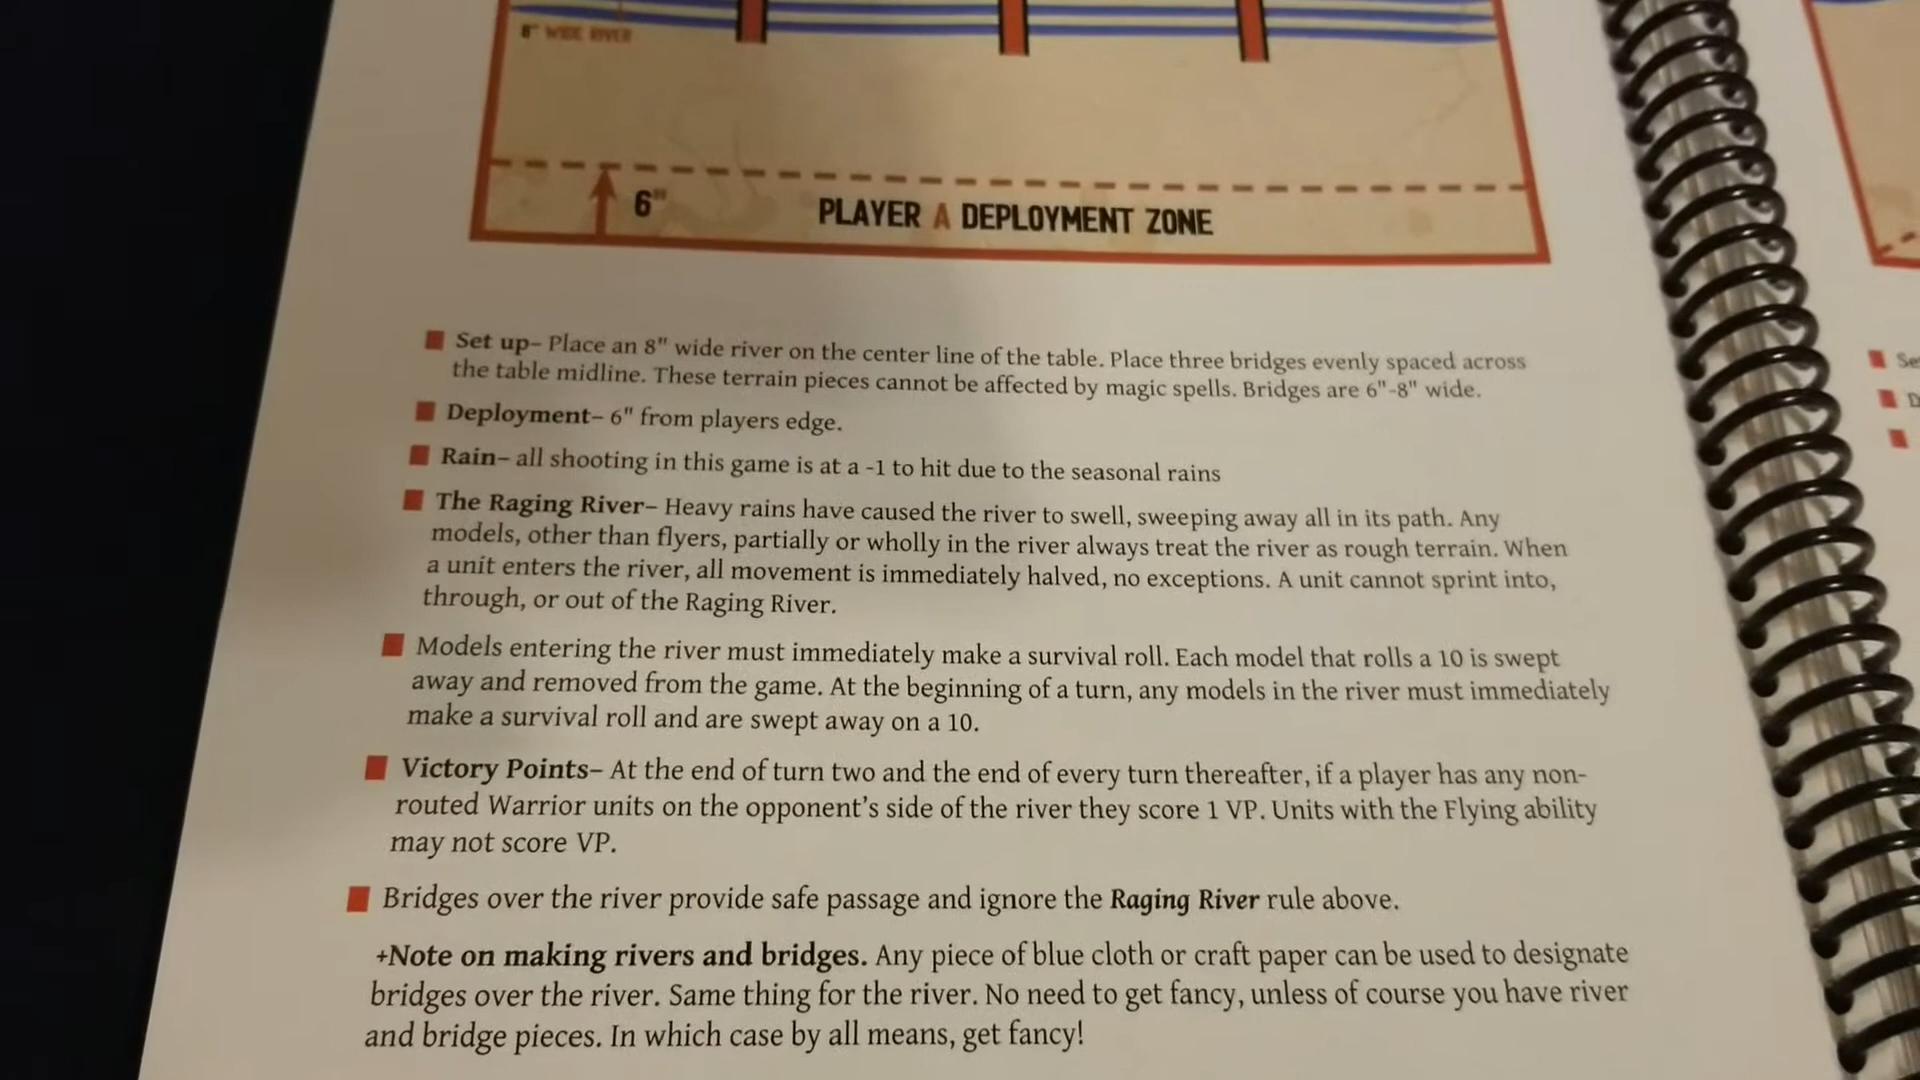 8" WIDE RIVER
6"
PLAYER A DEPLOYMENT ZONE
Set up– Place an 8" wide river on the center line of the table. Place three bridges evenly spaced across
the table midline. These terrain pieces cannot be affected by magic spells. Bridges are 6"-8" wide.
Deployment– 6" from players edge.
Rain– all shooting in this game is at a -1 to hit due to the seasonal rains
The Raging River– Heavy rains have caused the river to swell, sweeping away all in its path. Any
models, other than flyers, partially or wholly in the river always treat the river as rough terrain. When
a unit enters the river, all movement is immediately halved, no exceptions. A unit cannot sprint into,
through, or out of the Raging River.
Models entering the river must immediately make a survival roll. Each model that rolls a 10 is swept
away and removed from the game. At the beginning of a turn, any models in the river must immediately
make a survival roll and are swept away on a 10.
Victory Points– At the end of turn two and the end of every turn thereafter, if a player has any non-
routed Warrior units on the opponent's side of the river they score 1 VP. Units with the Flying ability
may not score VP.
Bridges over the river provide safe passage and ignore the Raging River rule above.
+Note on making rivers and bridges. Any piece of blue cloth or craft paper can be used to designate
bridges over the river. Same thing for the river. No need to get fancy, unless of course you have river
and bridge pieces. In which case by all means, get fancy!